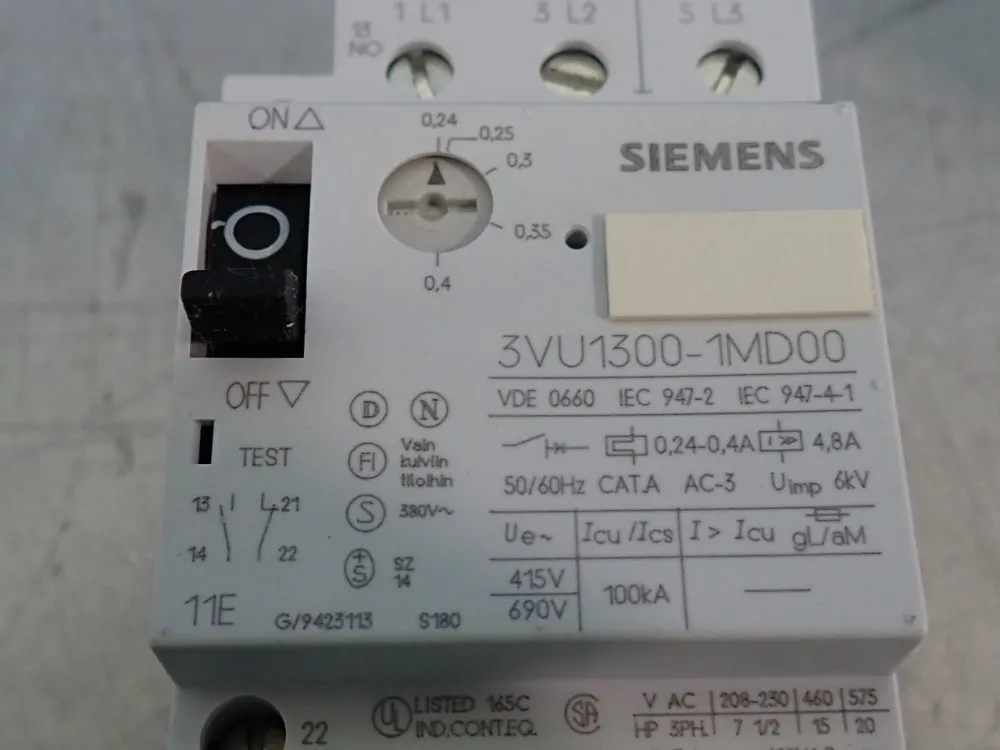 1 L1 3 L2 5 L3
13
NO
ON
0,24
0,25
0,3
0,35
0,4
SIEMENS
3VU1300-1MD00
VDE 0660 IEC 947-2 IEC 947-4-1
0,24-0,4A I>> 4,8A
50/60Hz CAT.A AC-3 Uimp 6kV
Ue~ Icu/Ics I > Icu gL/aM
415V 100kA
690V
OFF
TEST
13 21
14 22
11E
D N
FI Vain
kuiviin
tiloihin
S 380V~
+
S SZ
14
G/9423113 S180
22
UL LISTED 165C
IND.CONT.EQ.
SA
V AC 208-230 460 575
HP 3PH. 7 1/2 15 20